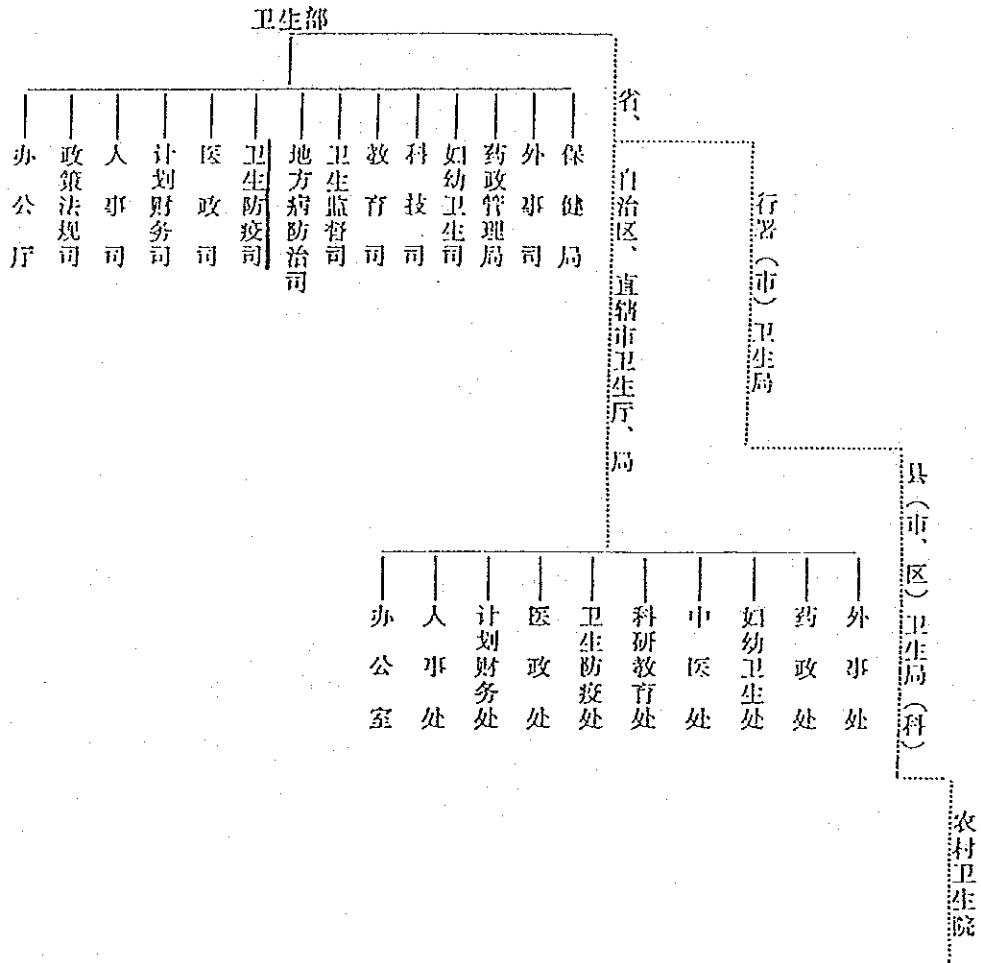 卫生部
办公厅
政策法规司
人事司
计划财务司
医政司
卫生防疫司
地方病防治司
卫生监督司
教育司
科技司
妇幼卫生司
药政管理局
外事司
保健局
省、自治区、直辖市卫生厅、局
行署（市）卫生局
县（市、区）卫生局（科）
办公室
人事处
计划财务处
医政处
卫生防疫处
科研教育处
中医处
妇幼卫生处
药政处
外事处
农村卫生院